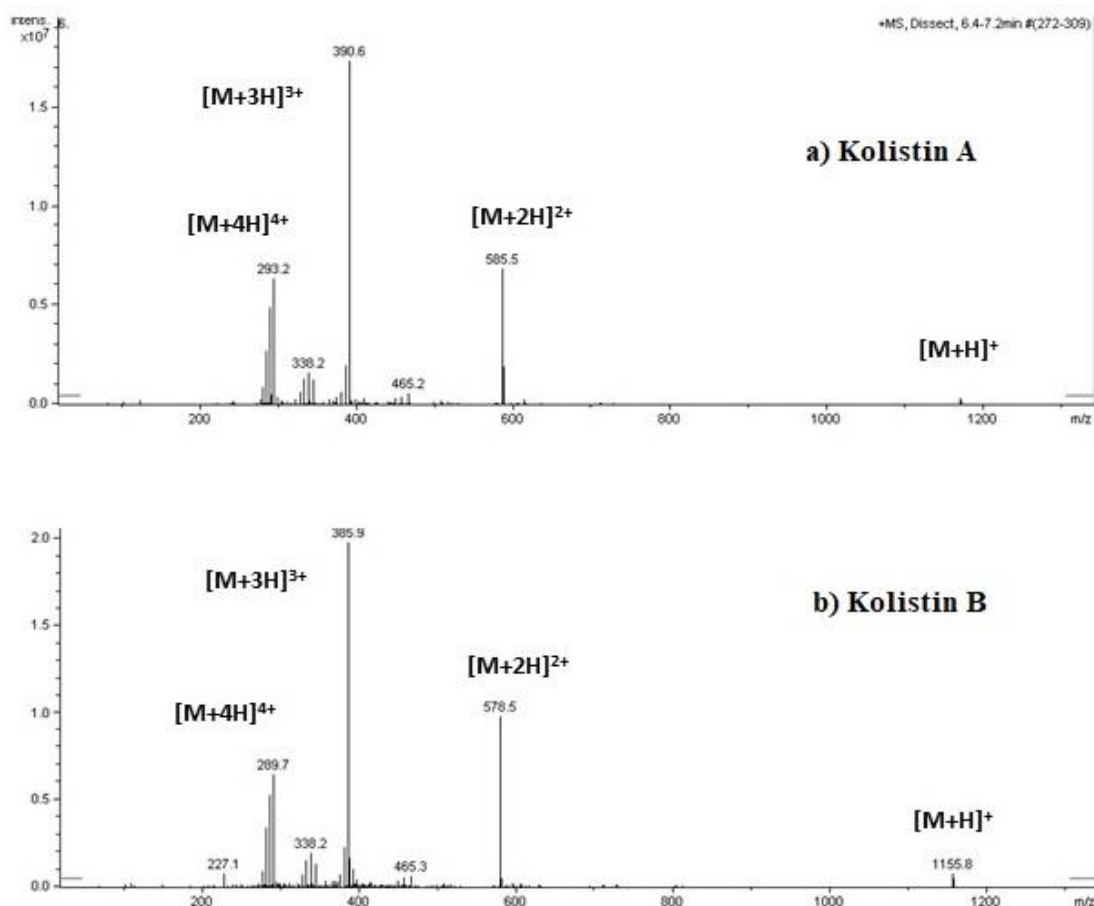 Intens.
x10⁷
+MS, Dissect, 6.4-7.2min #(272-309)
390.6
[M+3H]³⁺
1.5
a) Kolistin A
1.0
[M+4H]⁴⁺
[M+2H]²⁺
293.2
585.5
0.5
[M+H]⁺
338.2
465.2
0.0
200 400 600 800 1000 1200 m/z
2.0
385.9
[M+3H]³⁺
b) Kolistin B
1.5
[M+2H]²⁺
578.5
[M+4H]⁴⁺
1.0
289.7
[M+H]⁺
0.5
338.2
227.1
465.3
1155.8
0.0
200 400 600 800 1000 1200 m/z